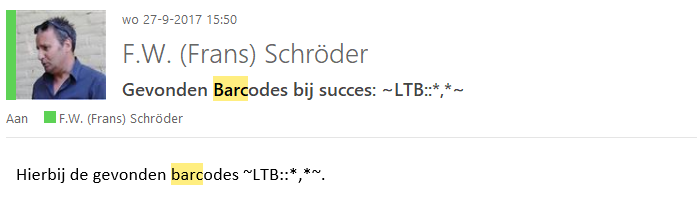 wo 27-9-2017 15:50
F.W. (Frans) Schröder
Gevonden Barcodes bij succes: ~LTB::*,*~
Aan F.W. (Frans) Schröder
Hierbij de gevonden barcodes ~LTB::*,*~.